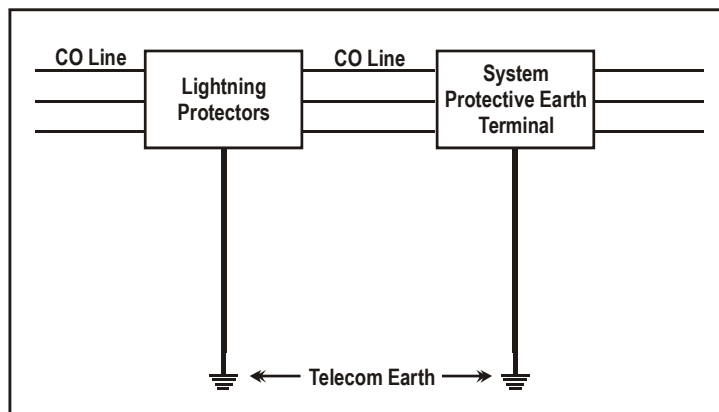 CO Line
CO Line
Lightning
Protectors
System
Protective Earth
Terminal
Telecom Earth